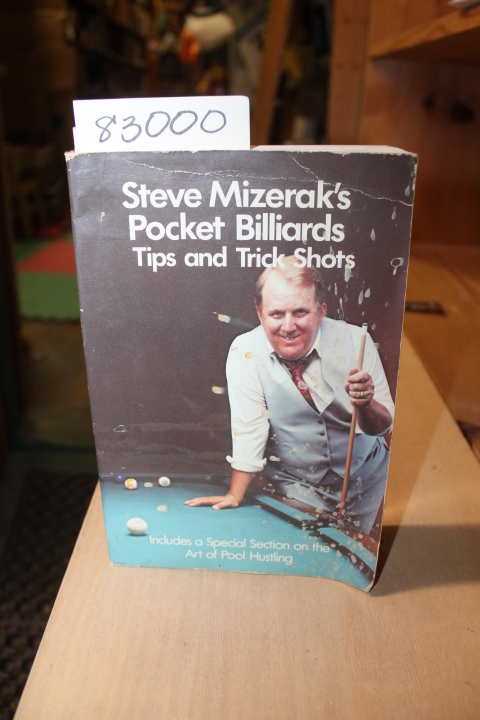 83000
Steve Mizerak's
Pocket Billiards
Tips and Trick Shots
Includes a Special Section on the
Art of Pool Hustling